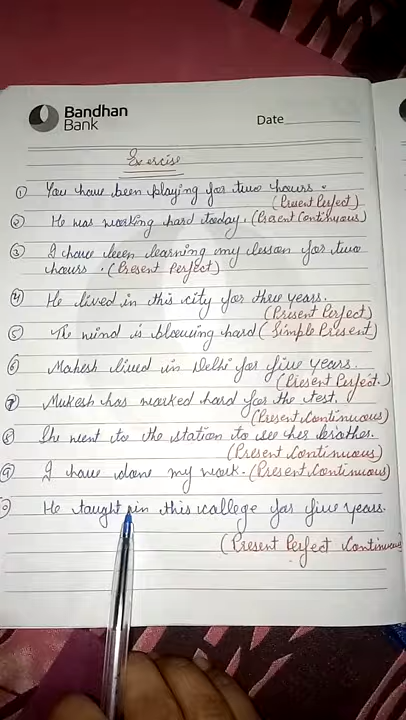 Bandhan
Bank
Date
Exercise
① You have been playing for two hours.
(Present Perfect)
② He was working hard today. (Present Continuous)
③ I have been learning my lesson for two
hours. (Present Perfect)
④ He lived in this city for three years.
(Present Perfect)
⑤ The wind is blowing hard (Simple Present)
⑥ Mahesh lived in Delhi for five years.
(Present Perfect.)
⑦ Mukesh has worked hard for the test.
(Present Continuous)
⑧ She went to the station to see her brother.
(Present Continuous)
⑨ I have done my work. (Present Continuous)
He taught in this college for five years.
(Present Perfect Continuous)